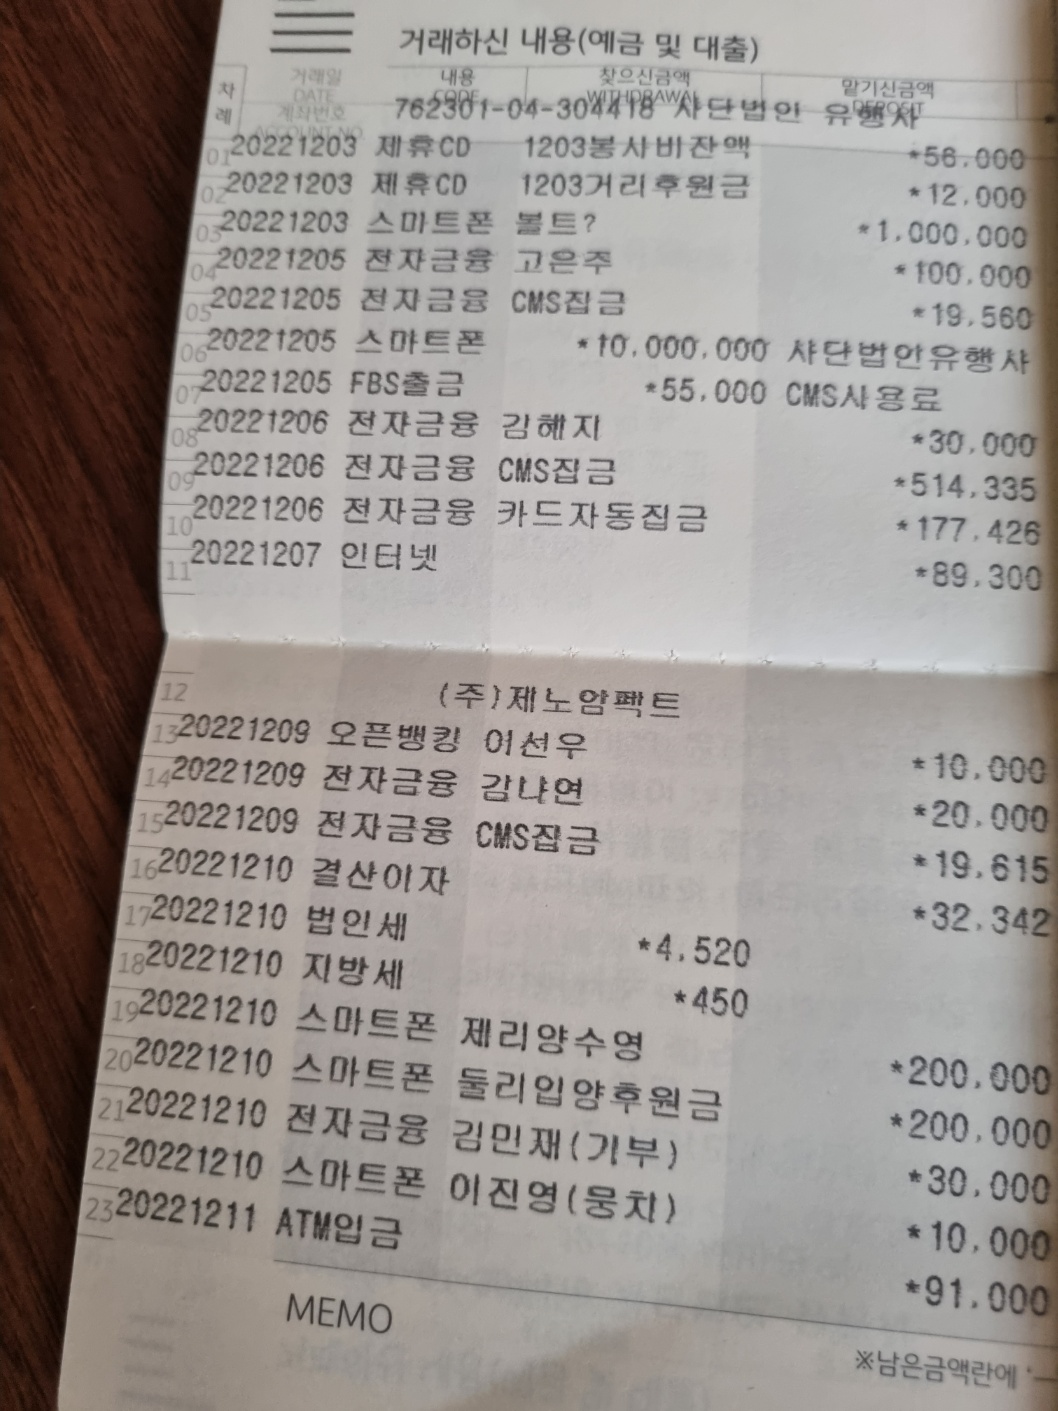 거래하신 내용(예금 및 대출)
차례 거래일 DATE 내용 CODE 찾으신금액 WITHDRAWAL 맡기신금액 DEPOSIT
계좌번호 ACCOUNT NO. 762301-04-304418 사단법인 유행사
01 20221203 제휴CD 1203봉사비잔액 *56,000
02 20221203 제휴CD 1203거리후원금 *12,000
03 20221203 스마트폰 볼트? *1,000,000
04 20221205 전자금융 고은주 *100,000
05 20221205 전자금융 CMS집금 *19,560
06 20221205 스마트폰 *10,000,000 사단법인유행사
07 20221205 FBS출금 *55,000 CMS사용료
08 20221206 전자금융 김해지 *30,000
09 20221206 전자금융 CMS집금 *514,335
10 20221206 전자금융 카드자동집금 *177,426
11 20221207 인터넷 *89,300
12 (주)제노임팩트
13 20221209 오픈뱅킹 이선우 *10,000
14 20221209 전자금융 감나연 *20,000
15 20221209 전자금융 CMS집금 *19,615
16 20221210 결산이자 *32,342
17 20221210 법인세 *4,520
18 20221210 지방세 *450
19 20221210 스마트폰 제리양수영 *200,000
20 20221210 스마트폰 둘리입양후원금 *200,000
21 20221210 전자금융 김민재(기부) *30,000
22 20221210 스마트폰 이진영(뭉치) *10,000
23 20221211 ATM입금 *91,000
MEMO
※남은금액란에 '-